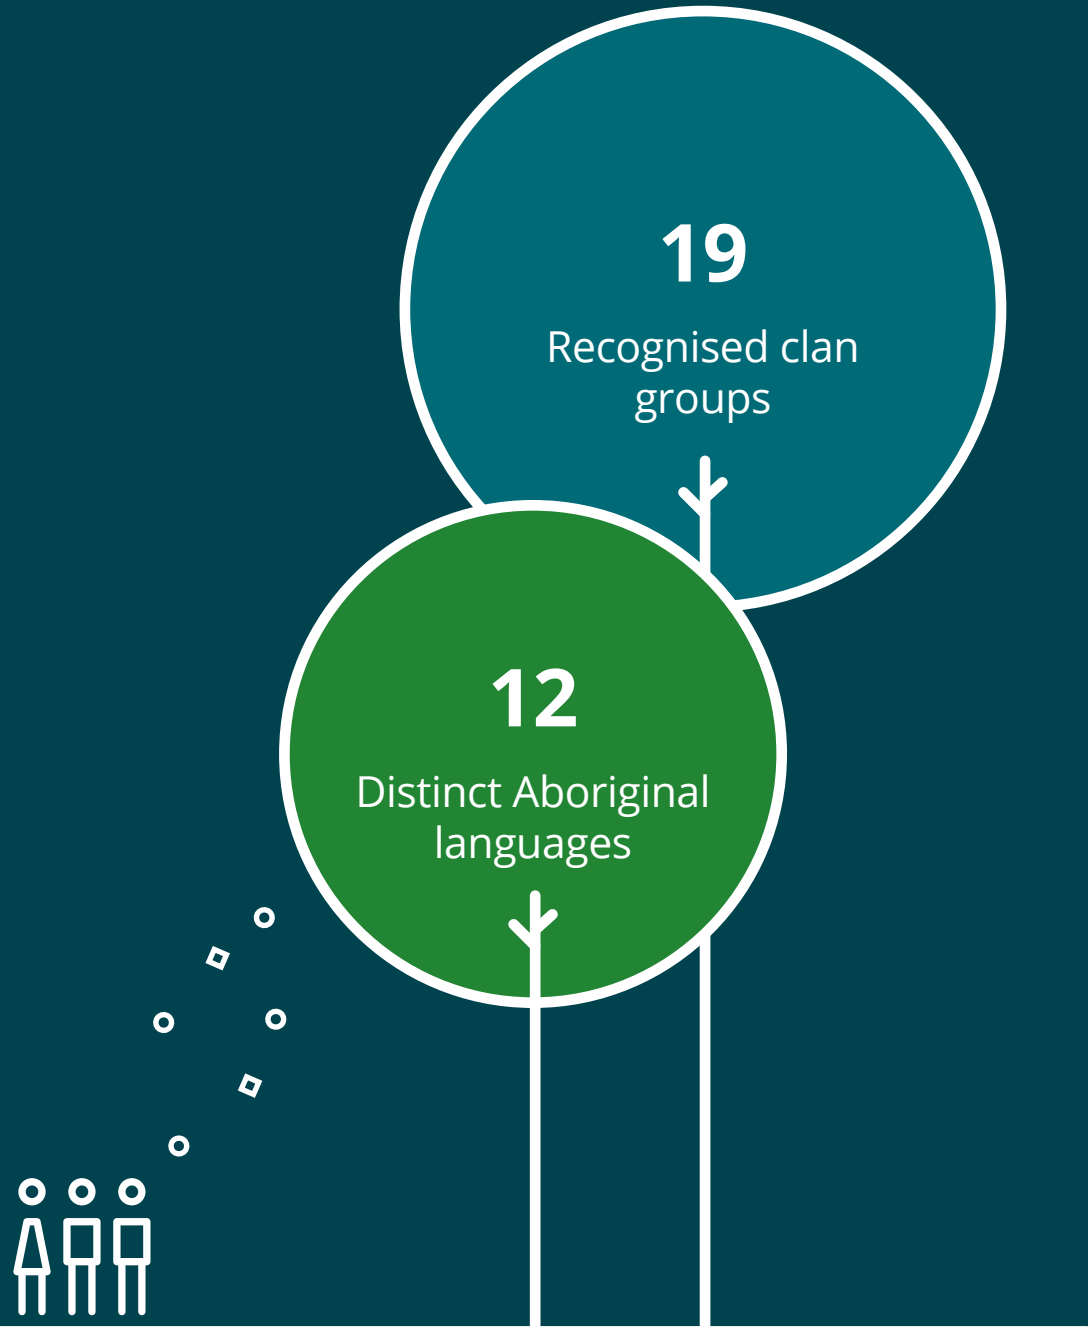 19
Recognised clan
groups
12
Distinct Aboriginal
languages